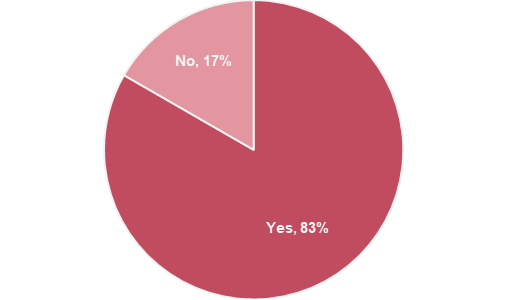 No, 17%
Yes, 83%